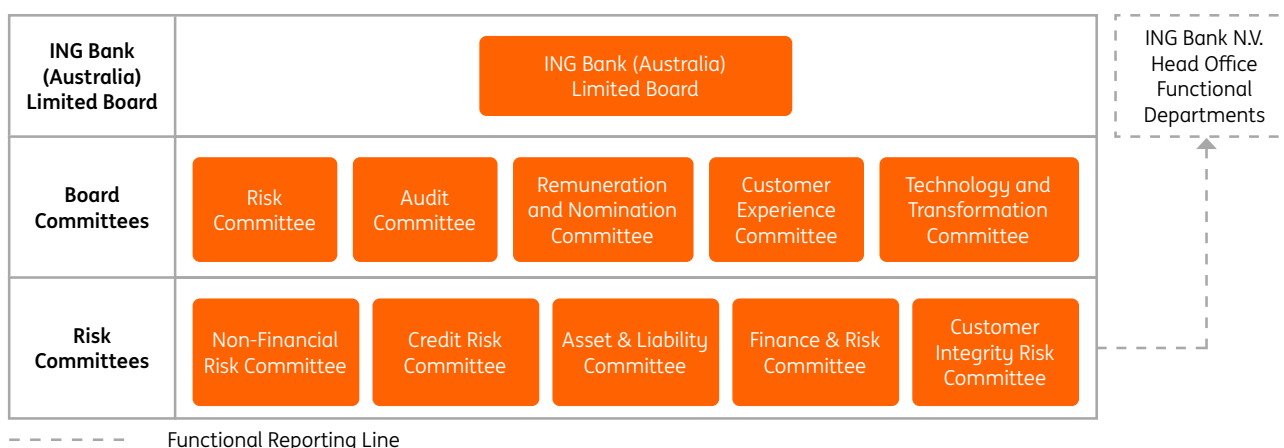 ING Bank
(Australia)
Limited Board
ING Bank (Australia)
Limited Board
ING Bank N.V.
Head Office
Functional
Departments
Board
Committees
Risk
Committee
Audit
Committee
Remuneration
and Nomination
Committee
Customer
Experience
Committee
Technology and
Transformation
Committee
Risk
Committees
Non-Financial
Risk Committee
Credit Risk
Committee
Asset & Liability
Committee
Finance & Risk
Committee
Customer
Integrity Risk
Committee
Functional Reporting Line